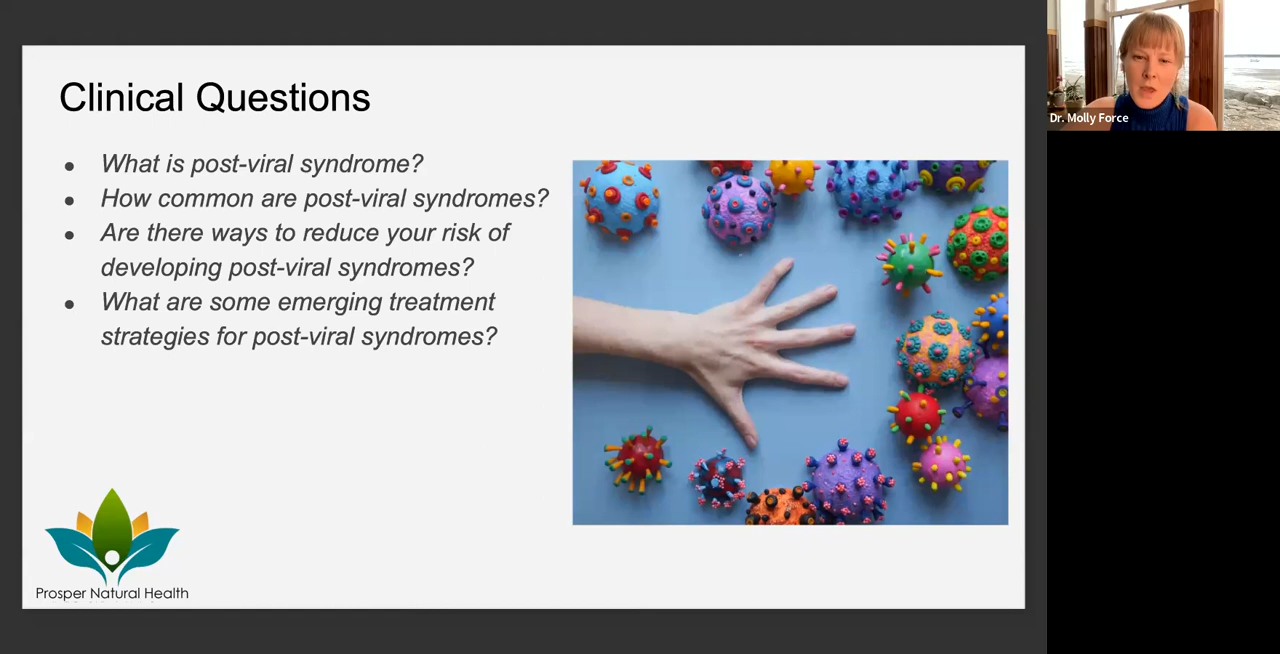 Clinical Questions
● What is post-viral syndrome?
● How common are post-viral syndromes?
● Are there ways to reduce your risk of
developing post-viral syndromes?
● What are some emerging treatment
strategies for post-viral syndromes?
Prosper Natural Health
Dr. Molly Force